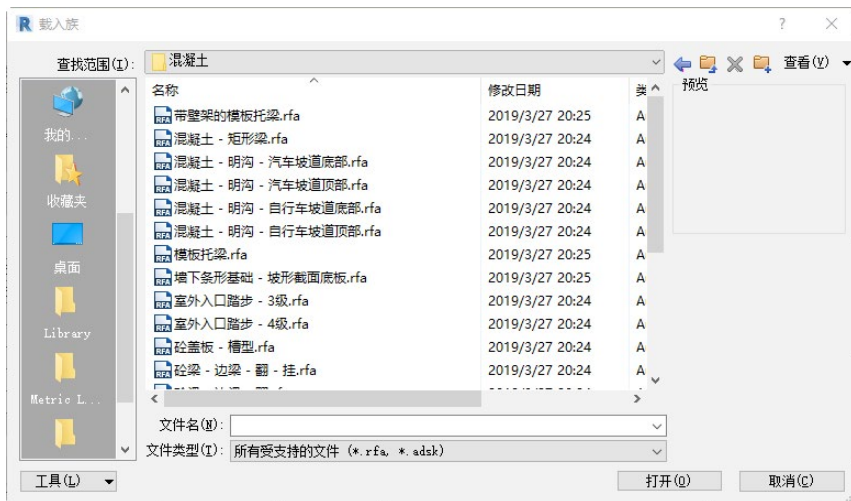 载入族
查找范围(I):
混凝土
查看(V)
我的...
收藏夹
桌面
Library
Metric L...
名称 修改日期 类
带壁架的模板托梁.rfa 2019/3/27 20:25 A
混凝土 - 矩形梁.rfa 2019/3/27 20:24 A
混凝土 - 明沟 - 汽车坡道底部.rfa 2019/3/27 20:24 A
混凝土 - 明沟 - 汽车坡道顶部.rfa 2019/3/27 20:24 A
混凝土 - 明沟 - 自行车坡道底部.rfa 2019/3/27 20:24 A
混凝土 - 明沟 - 自行车坡道顶部.rfa 2019/3/27 20:24 A
模板托梁.rfa 2019/3/27 20:25 A
墙下条形基础 - 坡形截面底板.rfa 2019/3/27 20:25 A
室外入口踏步 - 3级.rfa 2019/3/27 20:24 A
室外入口踏步 - 4级.rfa 2019/3/27 20:24 A
砼盖板 - 槽型.rfa 2019/3/27 20:24 A
砼梁 - 边梁 - 翻 - 挂.rfa 2019/3/27 20:24 A
预览
文件名(N):
文件类型(T): 所有受支持的文件 (*.rfa, *.adsk)
工具(L)
打开(O)
取消(C)